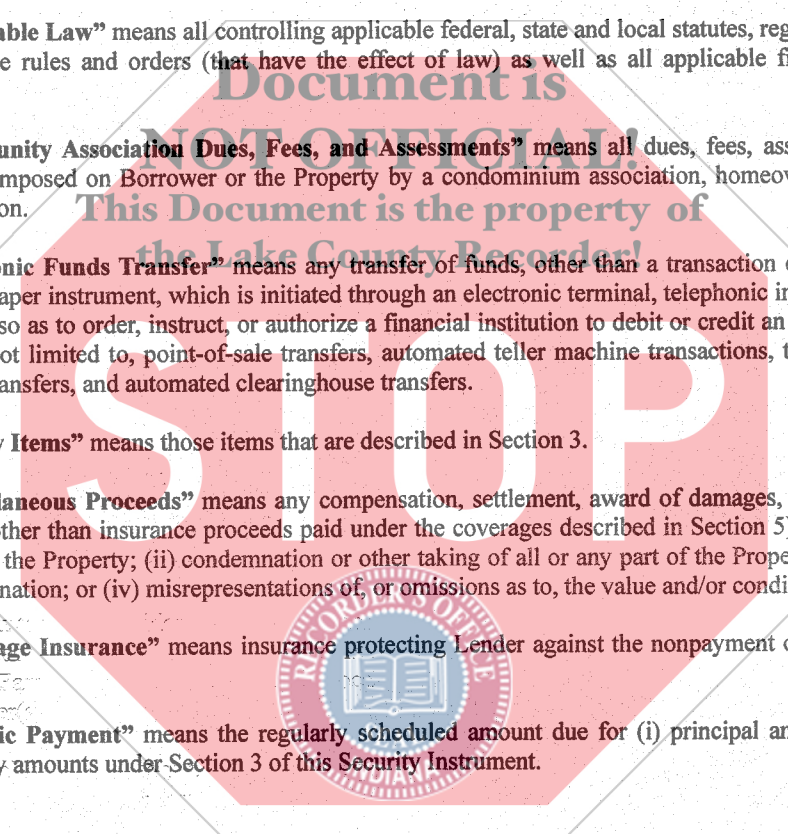 able Law” means all controlling applicable federal, state and local statutes, reg
e rules and orders (that have the effect of law) as well as all applicable fi
Document is
NOT OFFICIAL!
unity Association Dues, Fees, and Assessments” means all dues, fees, ass
mposed on Borrower or the Property by a condominium association, homeov
on.
This Document is the property of
the Lake County Recorder!
onic Funds Transfer” means any transfer of funds, other than a transaction
aper instrument, which is initiated through an electronic terminal, telephonic in
so as to order, instruct, or authorize a financial institution to debit or credit an
ot limited to, point-of-sale transfers, automated teller machine transactions, t
ansfers, and automated clearinghouse transfers.
STOP
Items” means those items that are described in Section 3.
laneous Proceeds” means any compensation, settlement, award of damages,
ther than insurance proceeds paid under the coverages described in Section 5)
the Property; (ii) condemnation or other taking of all or any part of the Prope
nation; or (iv) misrepresentations of, or omissions as to, the value and/or condi
RECORDER'S OFFICE
age Insurance” means insurance protecting Lender against the nonpayment
ic Payment” means the regularly scheduled amount due for (i) principal an
y amounts under Section 3 of this Security Instrument.
INDIANA